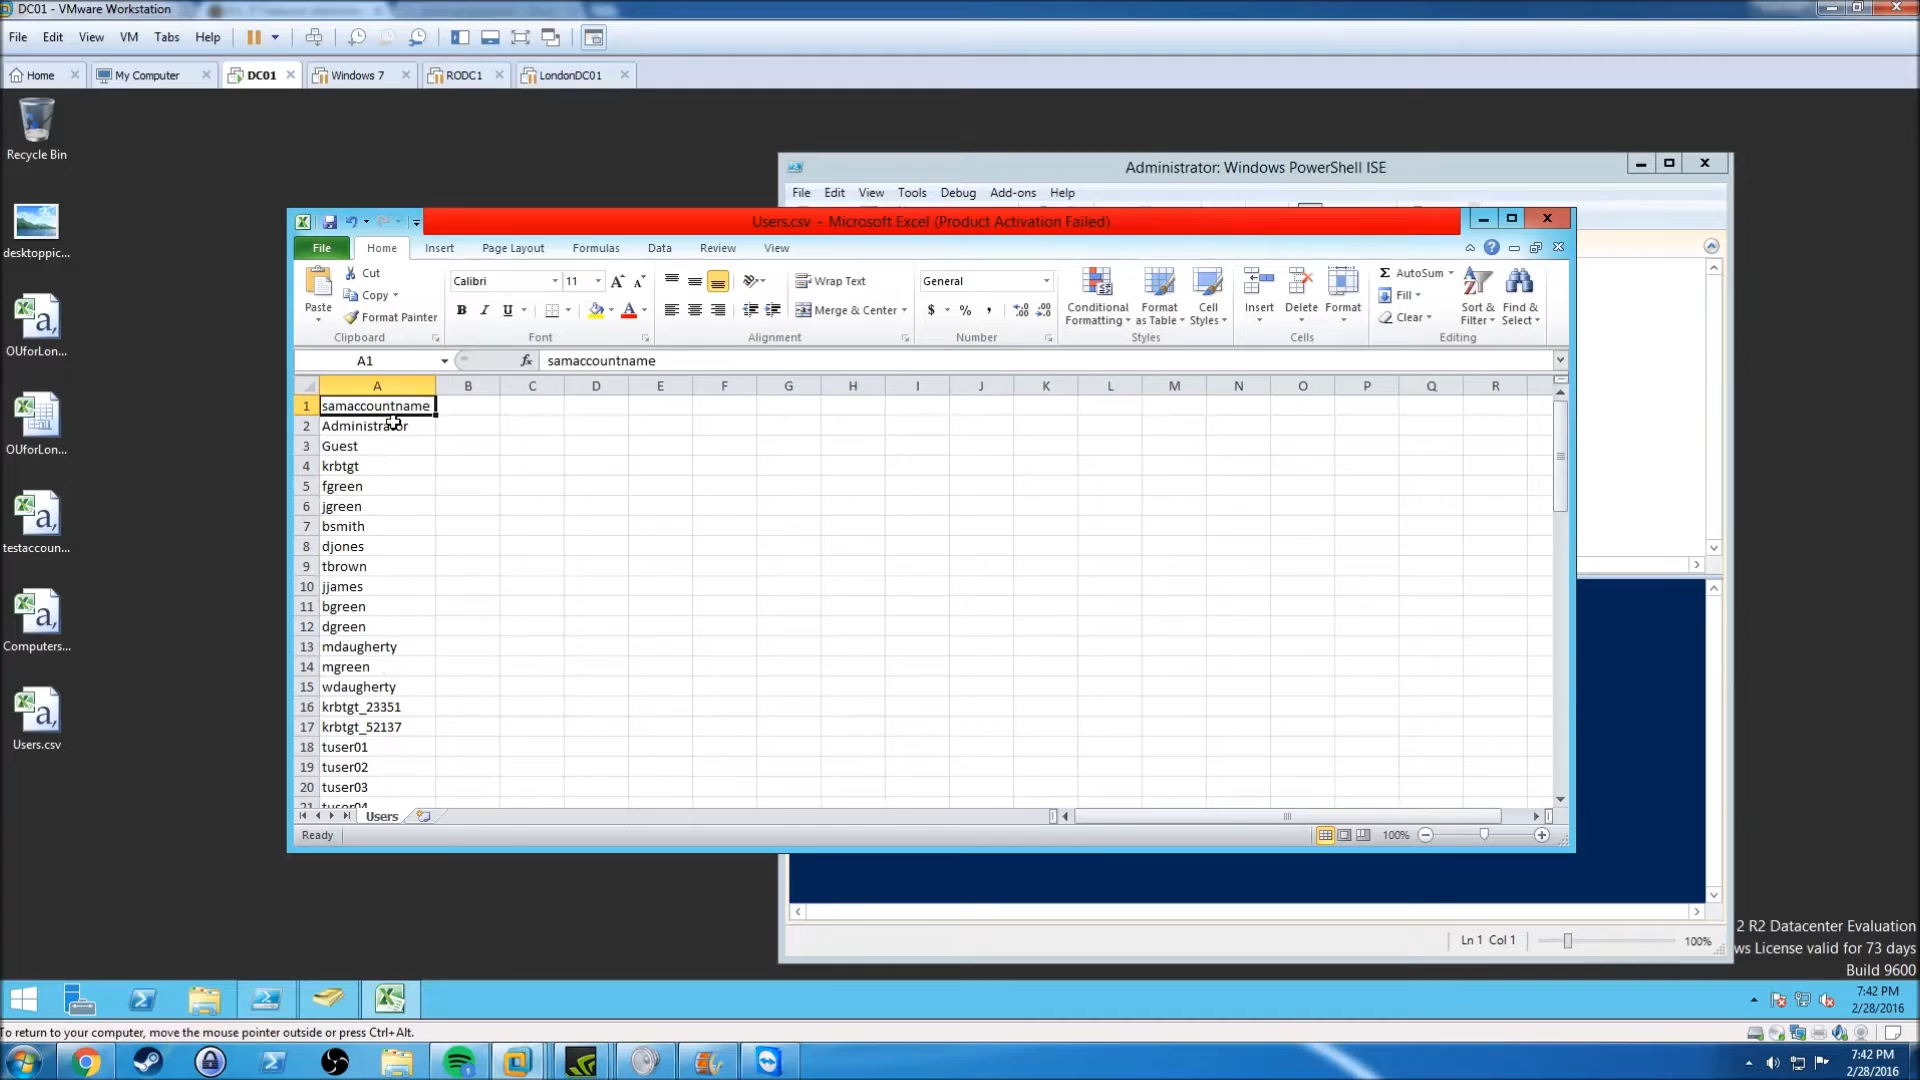 DC01 - VMware Workstation
File Edit View VM Tabs Help
Home My Computer DC01 Windows 7 RODC1 LondonDC01
Recycle Bin
desktoppic...
OUforLon...
OUforLon...
testaccoun...
Computers...
Users.csv
Administrator: Windows PowerShell ISE
File Edit View Tools Debug Add-ons Help
Users.csv - Microsoft Excel (Product Activation Failed)
File Home Insert Page Layout Formulas Data Review View
Paste Cut Copy Format Painter
Calibri 11
Wrap Text
Merge & Center
General
Conditional Formatting Format as Table Cell Styles
Insert Delete Format
AutoSum Fill Clear
Sort & Filter Find & Select
Clipboard Font Alignment Number Styles Cells Editing
A1 fx samaccountname
A B C D E F G H I J K L M N O P Q R
1 samaccountname
2 Administrator
3 Guest
4 krbtgt
5 fgreen
6 jgreen
7 bsmith
8 djones
9 tbrown
10 jjames
11 bgreen
12 dgreen
13 mdaugherty
14 mgreen
15 wdaugherty
16 krbtgt_23351
17 krbtgt_52137
18 tuser01
19 tuser02
20 tuser03
21 tuser04
Users
Ready 100%
Ln 1 Col 1 100%
2 R2 Datacenter Evaluation
ws License valid for 73 days
Build 9600
7:42 PM
2/28/2016
To return to your computer, move the mouse pointer outside or press Ctrl+Alt.
7:42 PM
2/28/2016